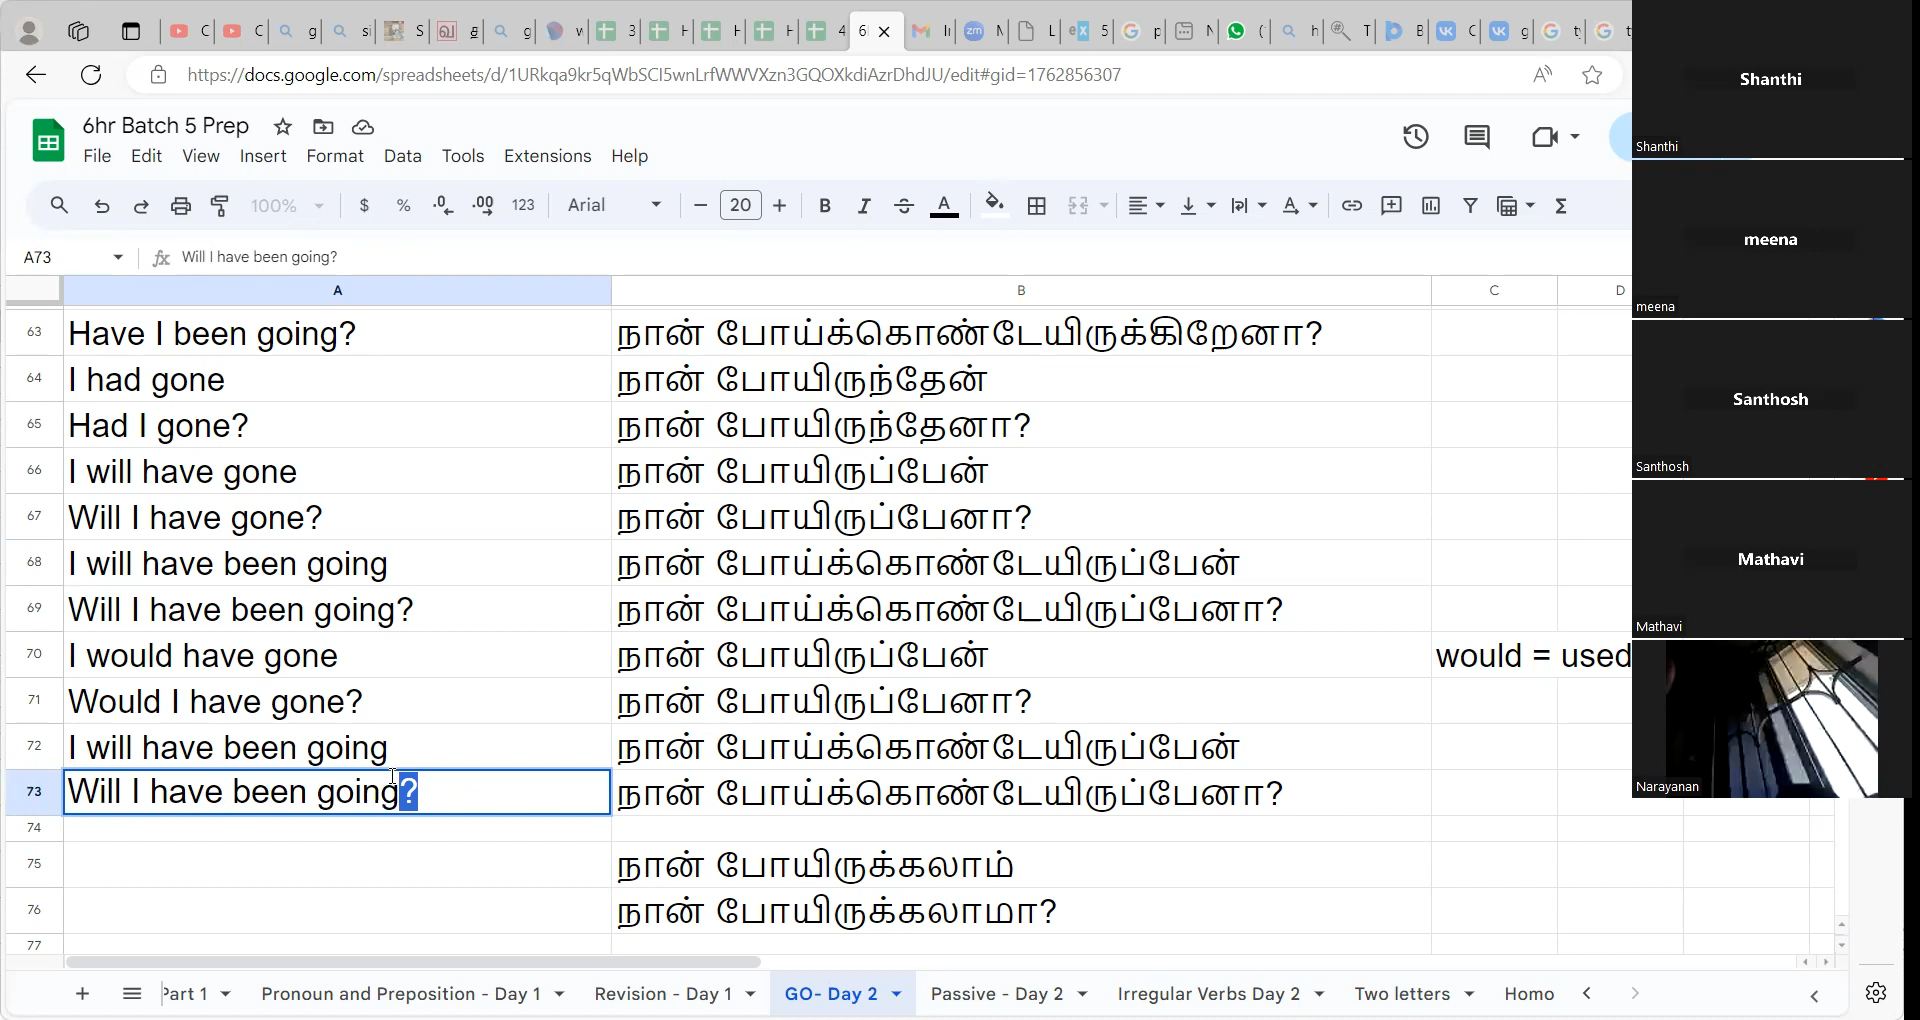 https://docs.google.com/spreadsheets/d/1URkqa9kr5qWbSCI5wnLrfWWVXzn3GQOXkdiAzrDhdJU/edit#gid=1762856307
6hr Batch 5 Prep
File Edit View Insert Format Data Tools Extensions Help
100% $ % .0 .00 123 Arial 20
A73 fx Will I have been going?
A B C D
63 Have I been going? நான் போய்க்கொண்டேயிருக்கிறேனா?
64 I had gone நான் போயிருந்தேன்
65 Had I gone? நான் போயிருந்தேனா?
66 I will have gone நான் போயிருப்பேன்
67 Will I have gone? நான் போயிருப்பேனா?
68 I will have been going நான் போய்க்கொண்டேயிருப்பேன்
69 Will I have been going? நான் போய்க்கொண்டேயிருப்பேனா?
70 I would have gone நான் போயிருப்பேன் would = used
71 Would I have gone? நான் போயிருப்பேனா?
72 I will have been going நான் போய்க்கொண்டேயிருப்பேன்
73 Will I have been going? நான் போய்க்கொண்டேயிருப்பேனா?
74
75 நான் போயிருக்கலாம்
76 நான் போயிருக்கலாமா?
77
Part 1 Pronoun and Preposition - Day 1 Revision - Day 1 GO- Day 2 Passive - Day 2 Irregular Verbs Day 2 Two letters Homo
Shanthi
Shanthi
meena
meena
Santhosh
Santhosh
Mathavi
Mathavi
Narayanan